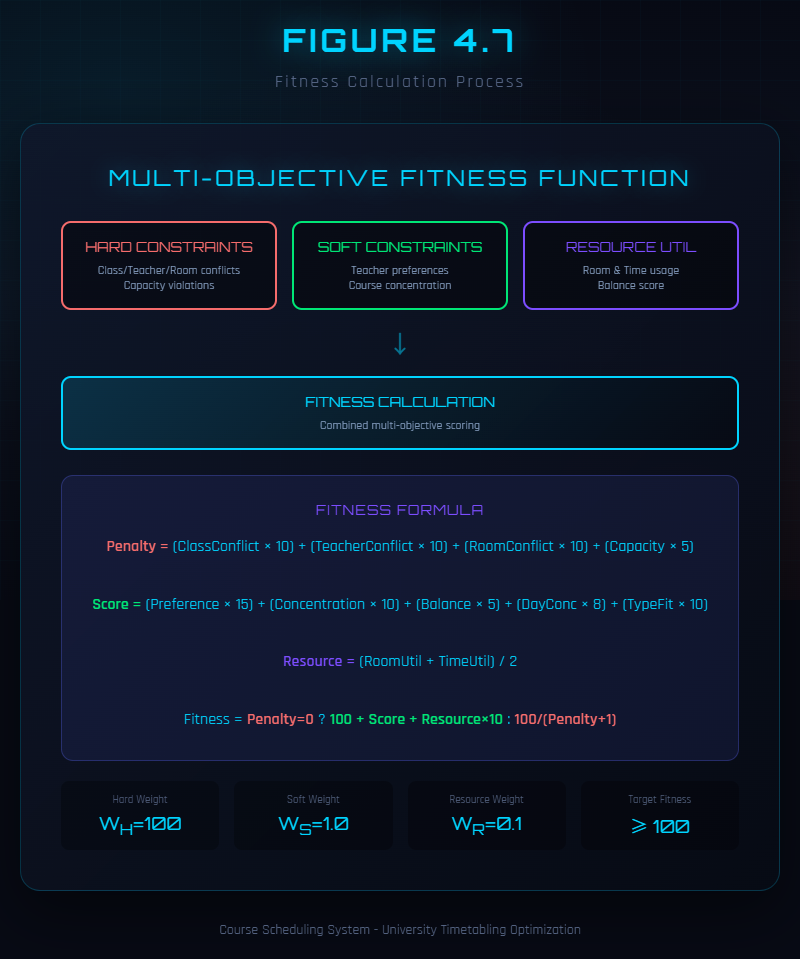 FIGURE 4.7
Fitness Calculation Process
MULTI-OBJECTIVE FITNESS FUNCTION
HARD CONSTRAINTS
Class/Teacher/Room conflicts
Capacity violations
SOFT CONSTRAINTS
Teacher preferences
Course concentration
RESOURCE UTIL
Room & Time usage
Balance score
↓
FITNESS CALCULATION
Combined multi-objective scoring
FITNESS FORMULA
Penalty = (ClassConflict × 10) + (TeacherConflict × 10) + (RoomConflict × 10) + (Capacity × 5)
Score = (Preference × 15) + (Concentration × 10) + (Balance × 5) + (DayConc × 8) + (TypeFit × 10)
Resource = (RoomUtil + TimeUtil) / 2
Fitness = Penalty=0 ? 100 + Score + Resource×10 : 100/(Penalty+1)
Hard Weight
W_H=100
Soft Weight
W_S=1.0
Resource Weight
W_R=0.1
Target Fitness
⩾ 100
Course Scheduling System - University Timetabling Optimization